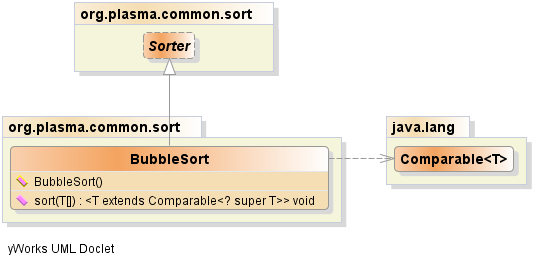 org.plasma.common.sort
Sorter
org.plasma.common.sort
java.lang
BubbleSort
Comparable<T>
BubbleSort()
sort(T[]) : <T extends Comparable<? super T>> void
yWorks UML Doclet